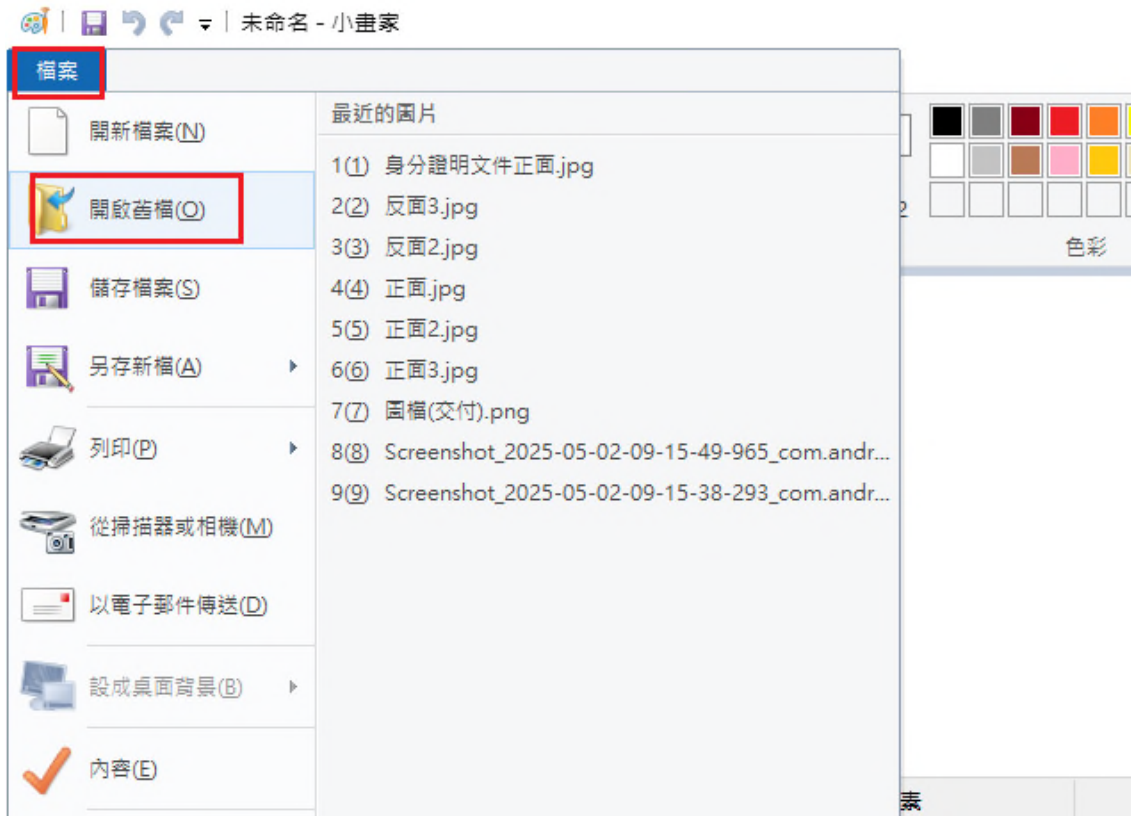 未命名 - 小畫家
檔案
開新檔案(N)
開啟舊檔(O)
儲存檔案(S)
另存新檔(A)
列印(P)
從掃描器或相機(M)
以電子郵件傳送(D)
設成桌面背景(B)
內容(E)
最近的圖片
1(1) 身分證明文件正面.jpg
2(2) 反面3.jpg
3(3) 反面2.jpg
4(4) 正面.jpg
5(5) 正面2.jpg
6(6) 正面3.jpg
7(7) 圖檔(交付).png
8(8) Screenshot_2025-05-02-09-15-49-965_com.andr...
9(9) Screenshot_2025-05-02-09-15-38-293_com.andr...
2
色彩
素